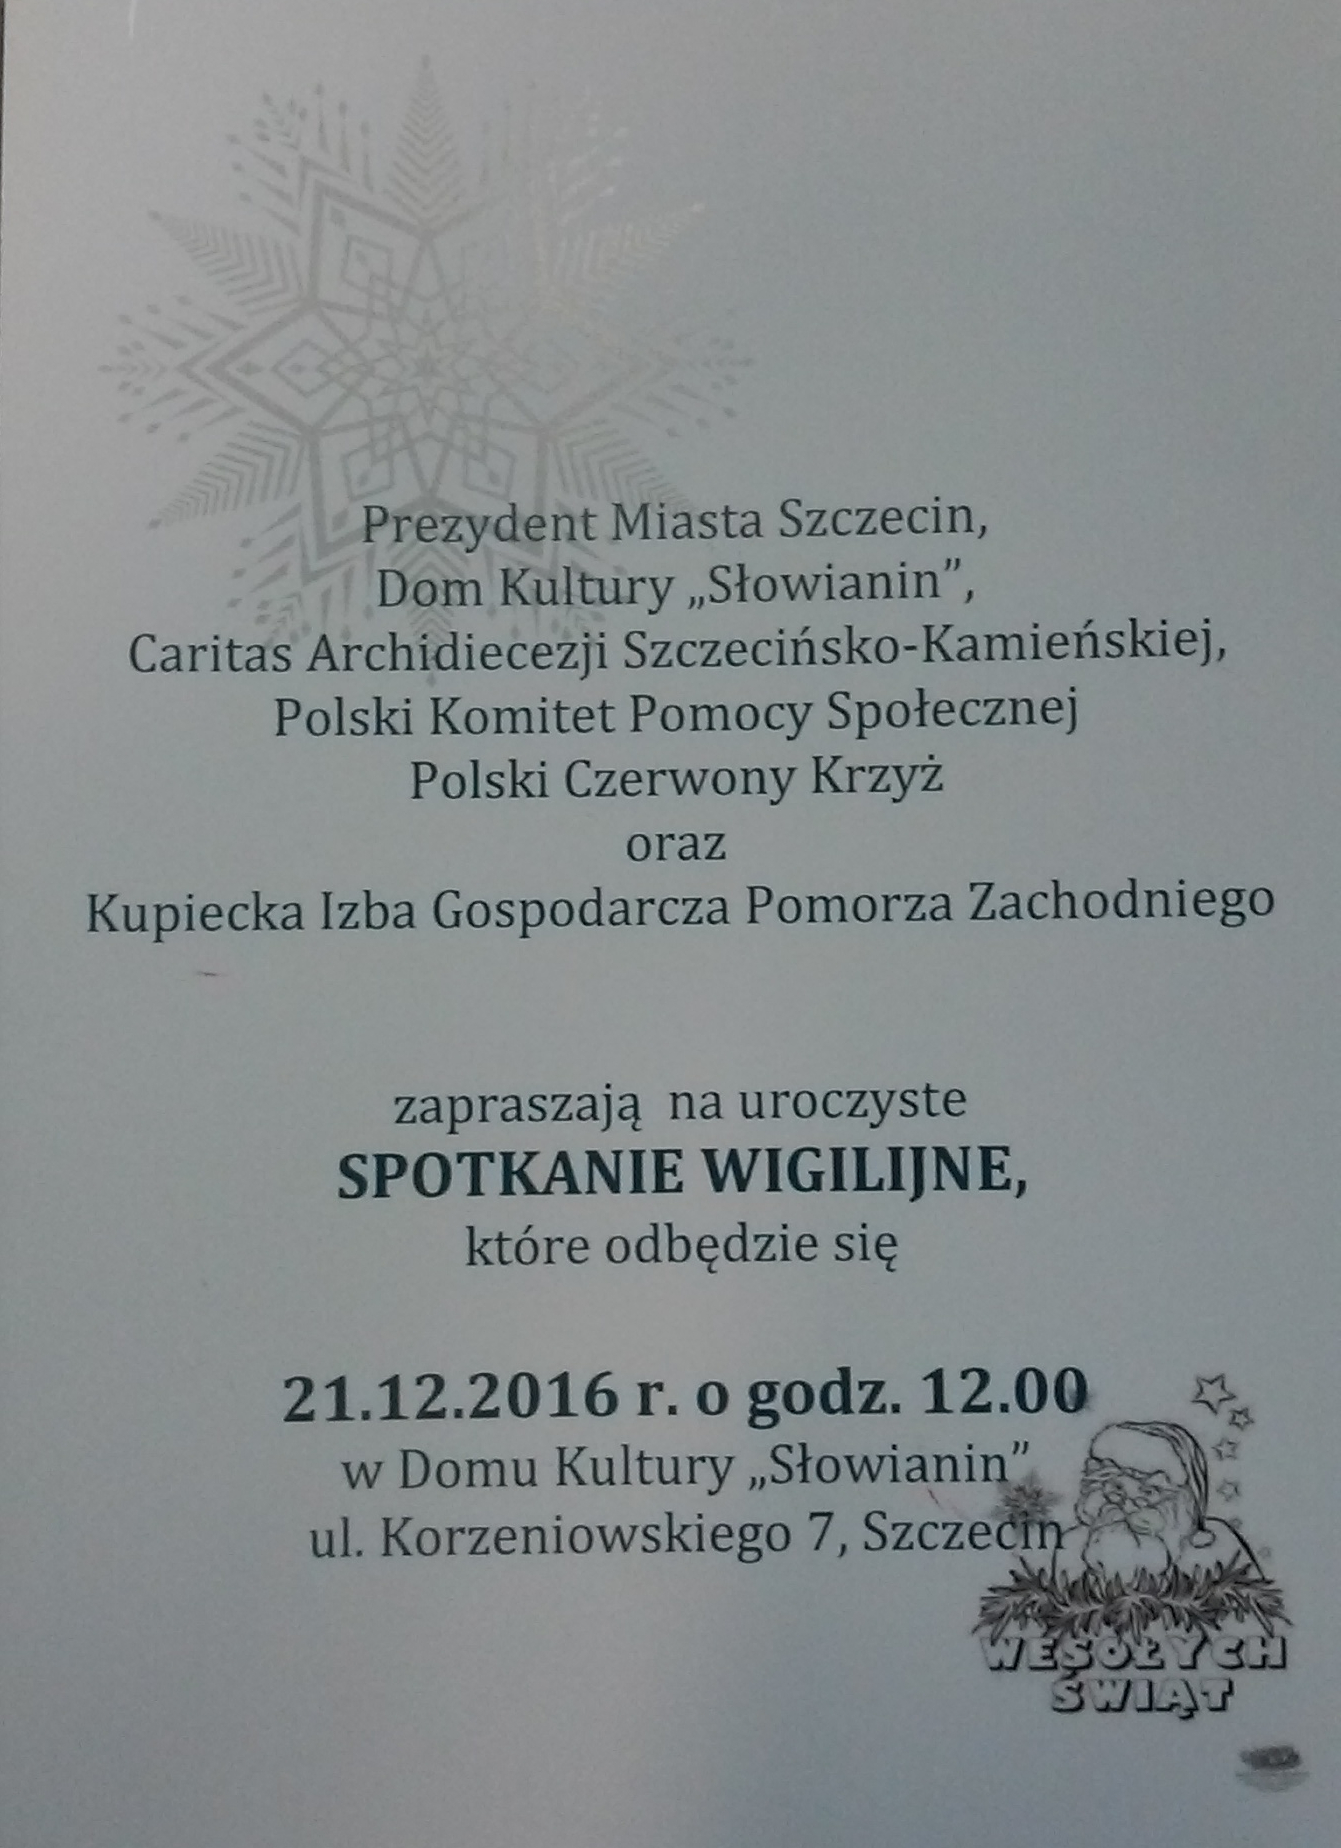 Prezydent Miasta Szczecin,
Dom Kultury „Słowianin”,
Caritas Archidiecezji Szczecińsko-Kamieńskiej,
Polski Komitet Pomocy Społecznej
Polski Czerwony Krzyż
oraz
Kupiecka Izba Gospodarcza Pomorza Zachodniego
zapraszają na uroczyste
SPOTKANIE WIGILIJNE,
które odbędzie się
21.12.2016 r. o godz. 12.00
w Domu Kultury „Słowianin”
ul. Korzeniowskiego 7, Szczecin
WESOŁYCH
ŚWIĄT